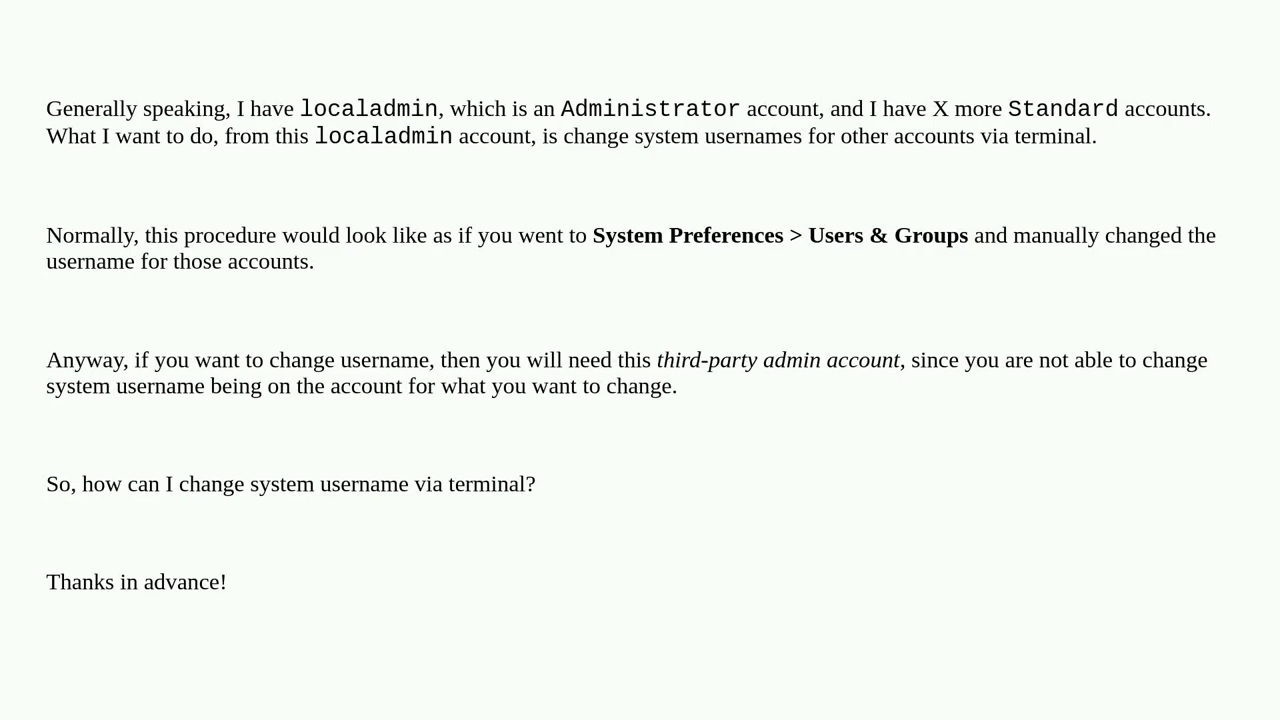 Generally speaking, I have localadmin, which is an Administrator account, and I have X more Standard accounts.
What I want to do, from this localadmin account, is change system usernames for other accounts via terminal.
Normally, this procedure would look like as if you went to System Preferences > Users & Groups and manually changed the
username for those accounts.
Anyway, if you want to change username, then you will need this third-party admin account, since you are not able to change
system username being on the account for what you want to change.
So, how can I change system username via terminal?
Thanks in advance!